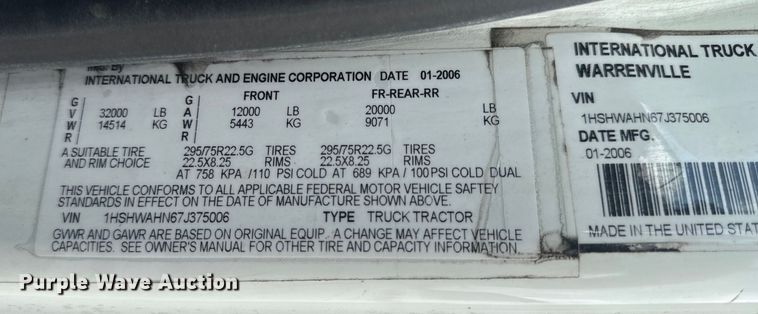 Mfg. By
INTERNATIONAL TRUCK AND ENGINE CORPORATION DATE 01-2006
GVWR 32000 LB 14514 KG
GAWR FRONT 12000 LB 5443 KG
FR-REAR-RR 20000 LB 9071 KG
A SUITABLE TIRE 295/75R22.5G TIRES 295/75R22.5G TIRES
AND RIM CHOICE 22.5X8.25 RIMS 22.5X8.25 RIMS
AT 758 KPA /110 PSI COLD AT 689 KPA / 100 PSI COLD DUAL
THIS VEHICLE CONFORMS TO ALL APPLICABLE FEDERAL MOTOR VEHICLE SAFTEY
STANDARDS IN EFFECT ON THE DATE OF MANUFACTURE SHOWN ABOVE.
VIN 1HSHWAHN67J375006 TYPE TRUCK TRACTOR
GVWR AND GAWR ARE BASED ON ORIGINAL EQUIP. A CHANGE MAY AFFECT VEHICLE
CAPACITIES. SEE OWNER'S MANUAL FOR OTHER TIRE AND CAPACITY INFORMATION.
INTERNATIONAL TRUCK
WARRENVILLE
VIN
1HSHWAHN67J375006
DATE MFG.
01-2006
MADE IN THE UNITED STAT
Purple Wave Auction